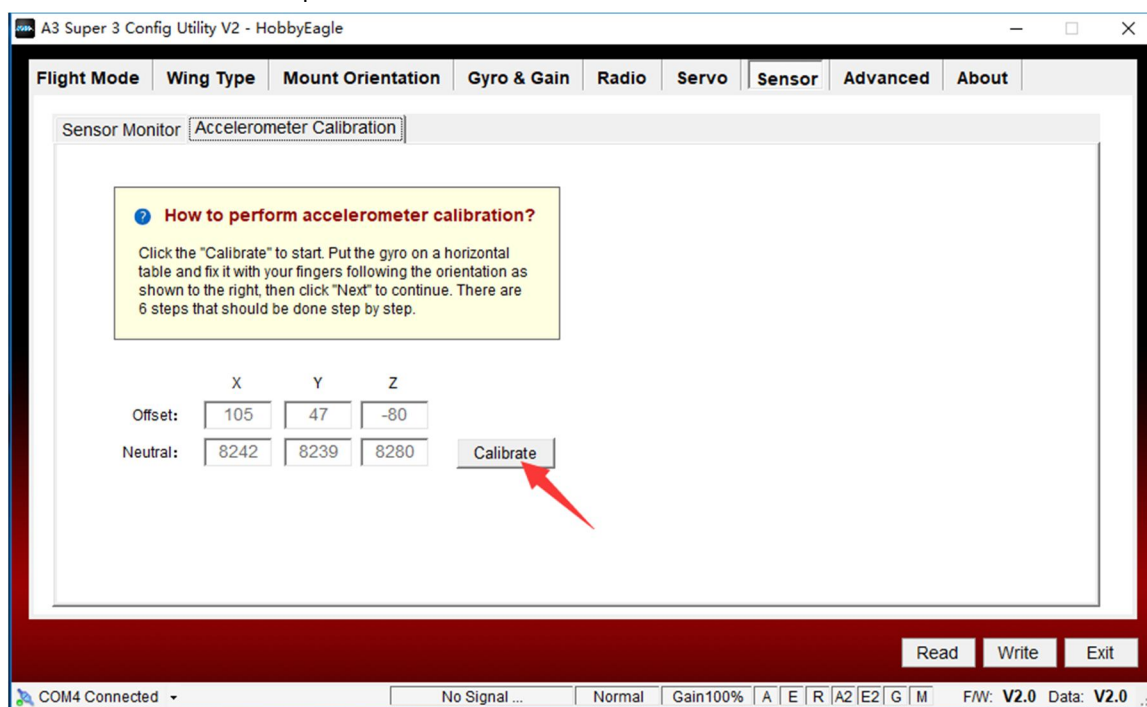 A3 Super 3 Config Utility V2 - HobbyEagle
Flight Mode Wing Type Mount Orientation Gyro & Gain Radio Servo Sensor Advanced About
Sensor Monitor Accelerometer Calibration
How to perform accelerometer calibration?
Click the "Calibrate" to start. Put the gyro on a horizontal
table and fix it with your fingers following the orientation as
shown to the right, then click "Next" to continue. There are
6 steps that should be done step by step.
X Y Z
Offset: 105 47 -80
Neutral: 8242 8239 8280 Calibrate
Read Write Exit
COM4 Connected No Signal ... Normal Gain100% A E R A2 E2 G M F/W: V2.0 Data: V2.0